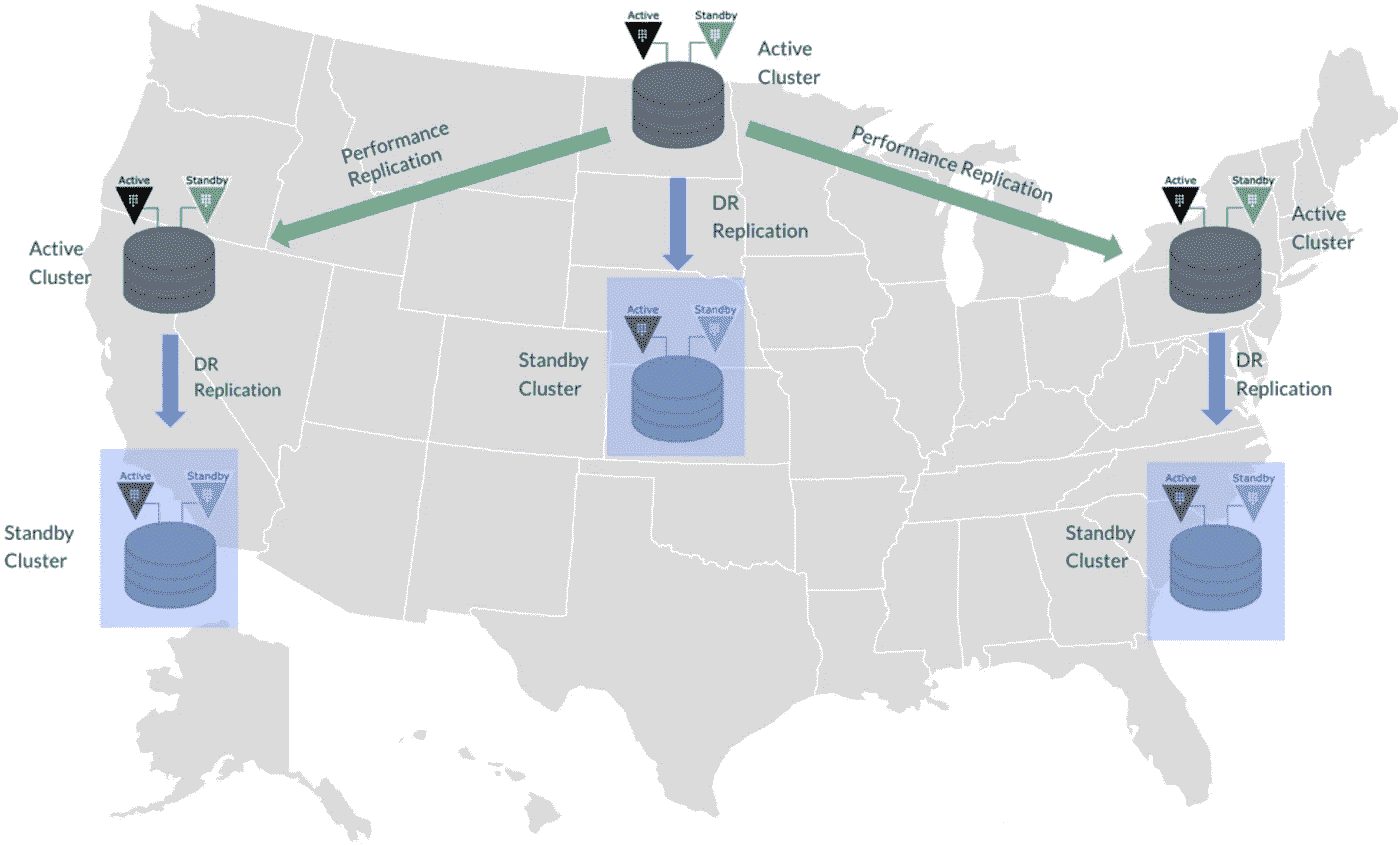 Active
Standby
Active
Cluster
Performance
Replication
Performance Replication
Active
Standby
Active
Cluster
DR
Replication
Active
Standby
Active
Cluster
Active
Standby
Standby
Cluster
DR
Replication
DR
Replication
Active
Standby
Standby
Cluster
Active
Standby
Standby
Cluster